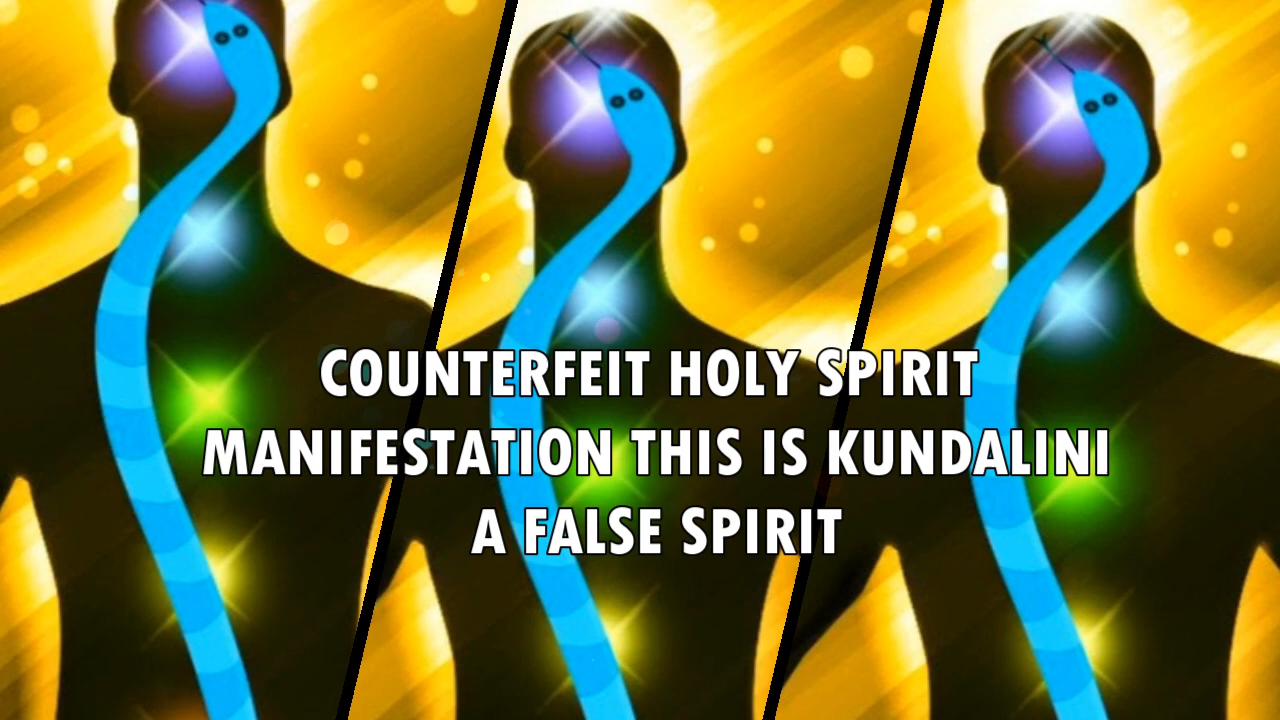 COUNTERFEIT HOLY SPIRIT
MANIFESTATION THIS IS KUNDALINI
A FALSE SPIRIT